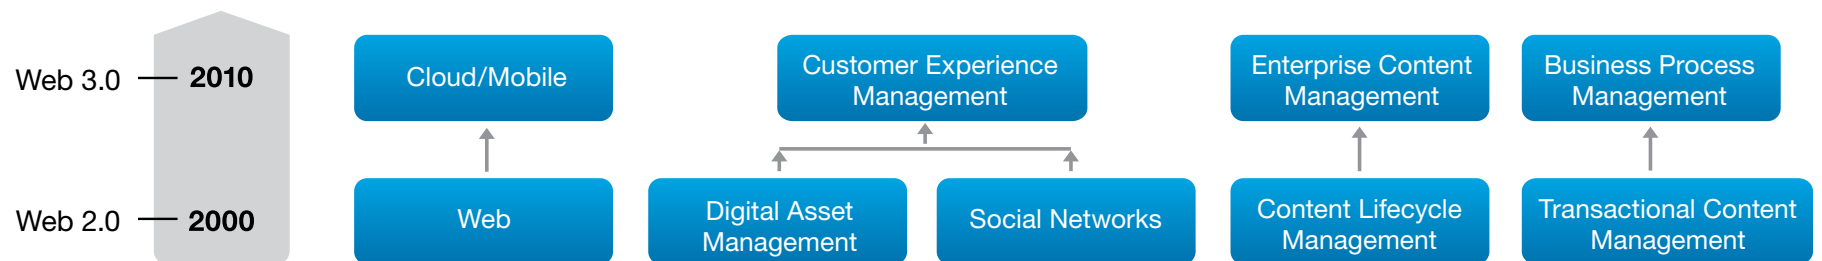 Web 3.0
2010
Cloud/Mobile
Customer Experience
Management
Enterprise Content
Management
Business Process
Management
Web 2.0
2000
Web
Digital Asset
Management
Social Networks
Content Lifecycle
Management
Transactional Content
Management